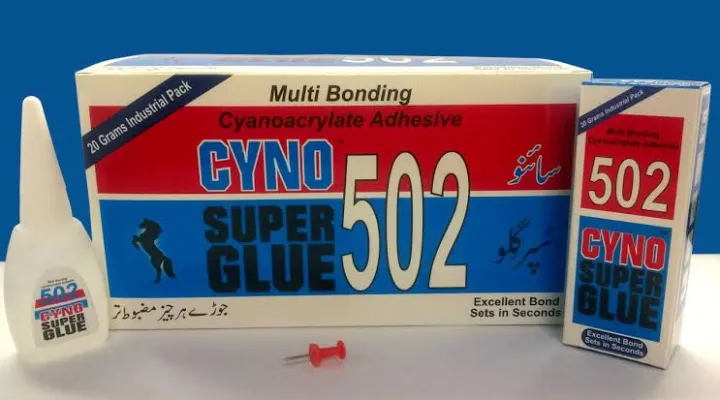 20 Grams Industrial Pack
Multi Bonding
Cyanoacrylate Adhesive
CYNO
سائنو
502
SUPER
GLUE
سپر گلو
جوڑے ہر چیز مضبوط تر
Excellent Bond
Sets in Seconds
502
CYNO
SUPER
GLUE
20 Grams Industrial Pack
Multi Bonding
Cyanoacrylate Adhesive
502
CYNO
SUPER
GLUE
Excellent Bond
Sets in Seconds